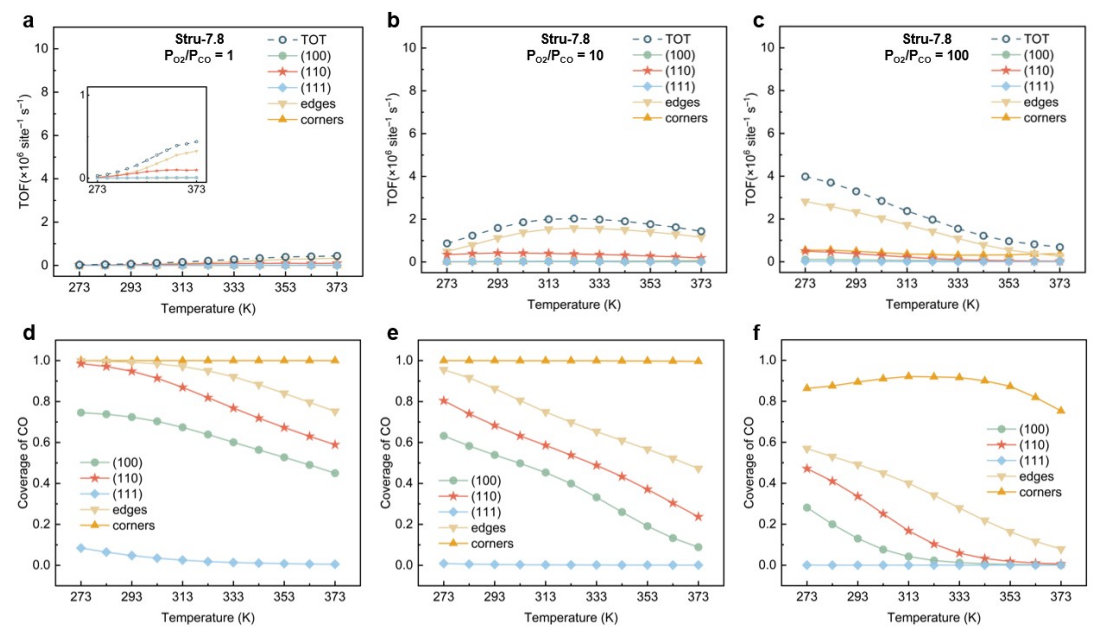 a
Stru-7.8
P_O2/P_CO = 1
TOT
(100)
(110)
(111)
edges
corners
10
8
6
4
2
0
1
0
273
373
TOF(×10⁶ site⁻¹ s⁻¹)
273 293 313 333 353 373
Temperature (K)
b
Stru-7.8
P_O2/P_CO = 10
TOT
(100)
(110)
(111)
edges
corners
10
8
6
4
2
0
TOF(×10⁶ site⁻¹ s⁻¹)
273 293 313 333 353 373
Temperature (K)
c
Stru-7.8
P_O2/P_CO = 100
TOT
(100)
(110)
(111)
edges
corners
10
8
6
4
2
0
TOF(×10⁶ site⁻¹ s⁻¹)
273 293 313 333 353 373
Temperature (K)
d
1.0
0.8
0.6
0.4
0.2
0.0
Coverage of CO
(100)
(110)
(111)
edges
corners
273 293 313 333 353 373
Temperature (K)
e
1.0
0.8
0.6
0.4
0.2
0.0
Coverage of CO
(100)
(110)
(111)
edges
corners
273 293 313 333 353 373
Temperature (K)
f
1.0
0.8
0.6
0.4
0.2
0.0
Coverage of CO
(100)
(110)
(111)
edges
corners
273 293 313 333 353 373
Temperature (K)